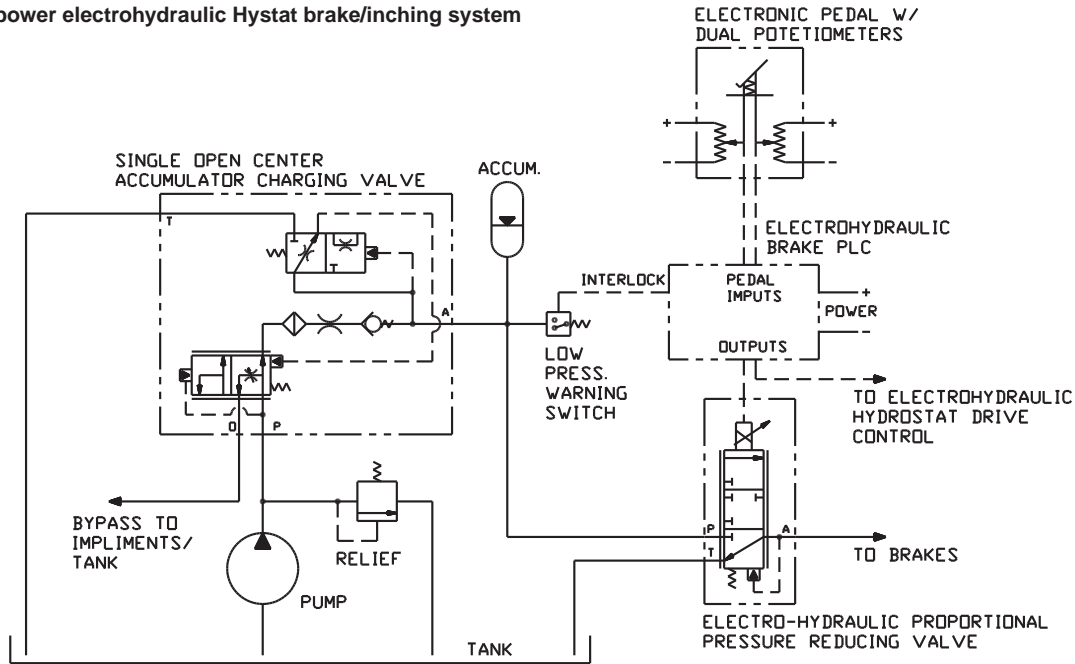 power electrohydraulic Hystat brake/inching system
ELECTRONIC PEDAL W/
DUAL POTETIOMETERS
+
+
-
-
SINGLE OPEN CENTER
ACCUMULATOR CHARGING VALVE
ACCUM.
T
ELECTROHYDRAULIC
BRAKE PLC
INTERLOCK
PEDAL
IMPUTS
+
POWER
-
A
OUTPUTS
LOW
PRESS.
WARNING
SWITCH
TO ELECTROHYDRAULIC
HYDROSTAT DRIVE
CONTROL
O
P
BYPASS TO
IMPLIMENTS/
TANK
RELIEF
P
A
T
TO BRAKES
PUMP
ELECTRO-HYDRAULIC PROPORTIONAL
PRESSURE REDUCING VALVE
TANK